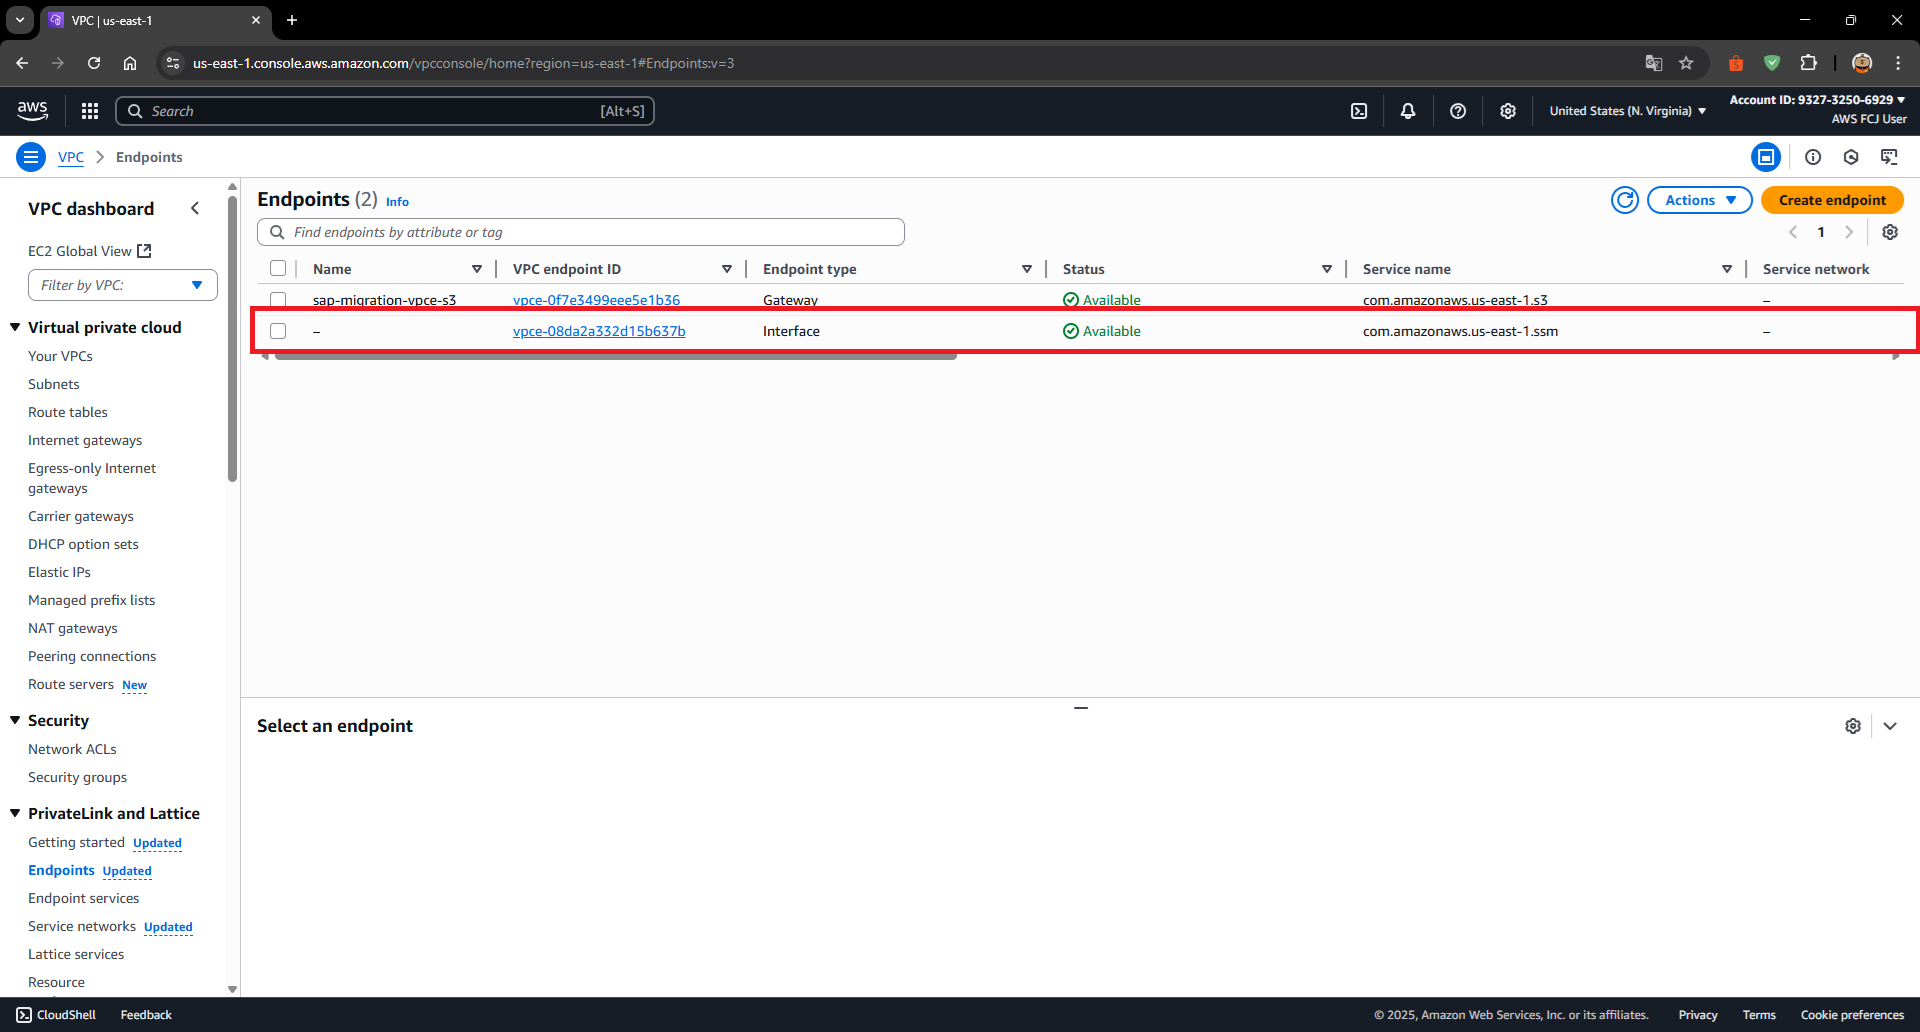 VPC | us-east-1
us-east-1.console.aws.amazon.com/vpcconsole/home?region=us-east-1#Endpoints:v=3
aws
Search
[Alt+S]
United States (N. Virginia)
Account ID: 9327-3250-6929
AWS FCJ User
VPC
Endpoints
VPC dashboard
EC2 Global View
Filter by VPC:
Virtual private cloud
Your VPCs
Subnets
Route tables
Internet gateways
Egress-only Internet
gateways
Carrier gateways
DHCP option sets
Elastic IPs
Managed prefix lists
NAT gateways
Peering connections
Route servers New
Security
Network ACLs
Security groups
PrivateLink and Lattice
Getting started Updated
Endpoints Updated
Endpoint services
Service networks Updated
Lattice services
Resource
Endpoints (2) Info
Actions
Create endpoint
Find endpoints by attribute or tag
1
Name VPC endpoint ID Endpoint type Status Service name Service network
sap-migration-vpce-s3 vpce-0f7e3499eee5e1b36 Gateway Available com.amazonaws.us-east-1.s3 –
– vpce-08da2a332d15b637b Interface Available com.amazonaws.us-east-1.ssm –
Select an endpoint
CloudShell Feedback © 2025, Amazon Web Services, Inc. or its affiliates. Privacy Terms Cookie preferences